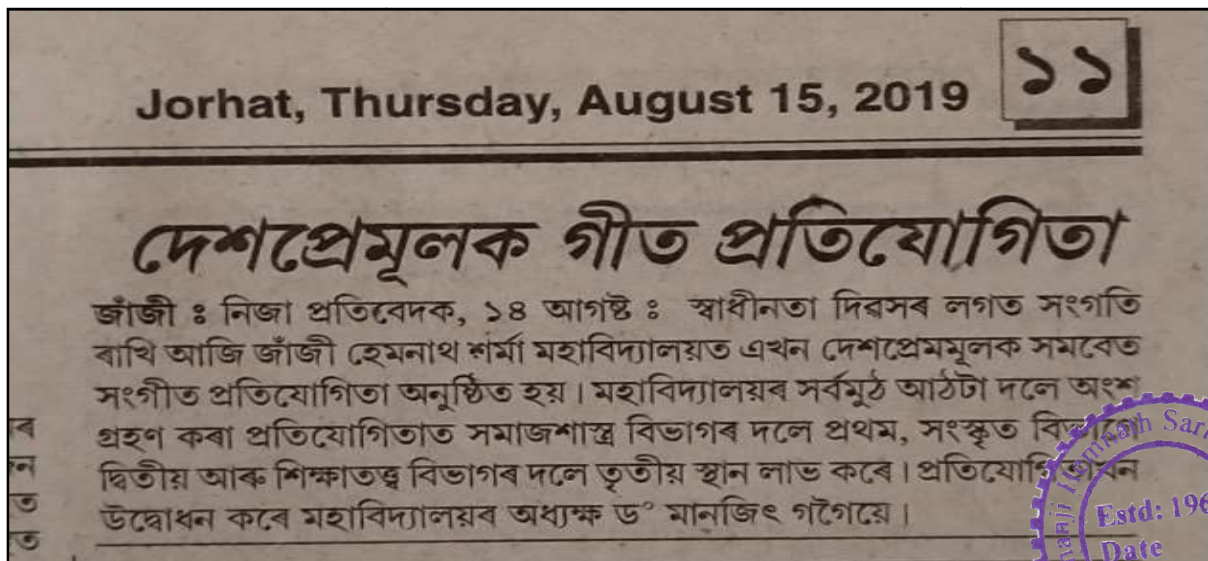 Jorhat, Thursday, August 15, 2019
১১
দেশপ্ৰেমূলক গীত প্ৰতিযোগিতা
জাঁজী : নিজা প্ৰতিবেদক, ১৪ আগষ্ট : স্বাধীনতা দিৱসৰ লগত সংগতি
ৰাখি আজি জাঁজী হেমনাথ শৰ্মা মহাবিদ্যালয়ত এখন দেশপ্ৰেমমূলক সমবেত
সংগীত প্ৰতিযোগিতা অনুষ্ঠিত হয়। মহাবিদ্যালয়ৰ সৰ্বমুঠ আঠটা দলে অংশ
গ্ৰহণ কৰা প্ৰতিযোগিতাত সমাজশাস্ত্ৰ বিভাগৰ দলে প্ৰথম, সংস্কৃত বিভাগে
দ্বিতীয় আৰু শিক্ষাতত্ত্ব বিভাগৰ দলে তৃতীয় স্থান লাভ কৰে। প্ৰতিযোগিতাখন
উদ্বোধন কৰে মহাবিদ্যালয়ৰ অধ্যক্ষ ড° মানজিৎ গগৈয়ে।
Estd: 196
Date